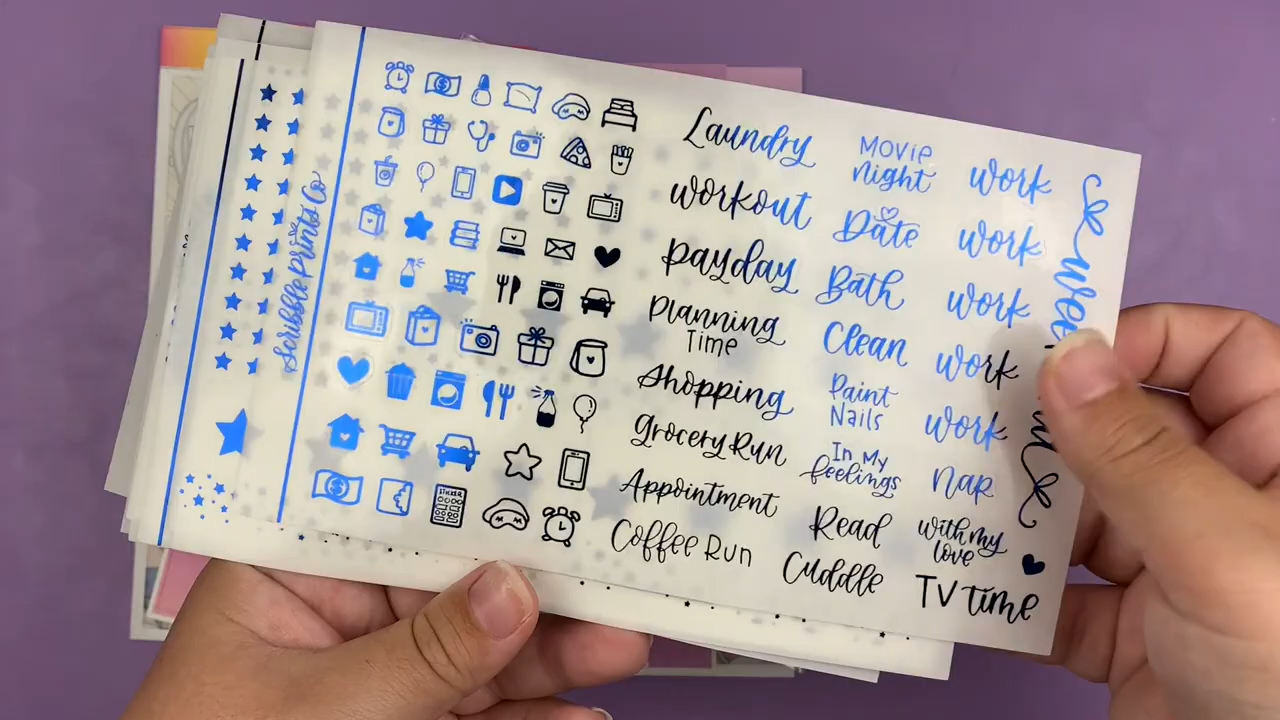 Scribble Prints Co
Laundry
workout
payday
Planning
Time
Shopping
Grocery Run
Appointment
Coffee Run
Movie
night
Date
Bath
Clean
Paint
Nails
In My
feelings
Read
Cuddle
work
work
work
work
work
nap
with my
love
TV time
STICKER